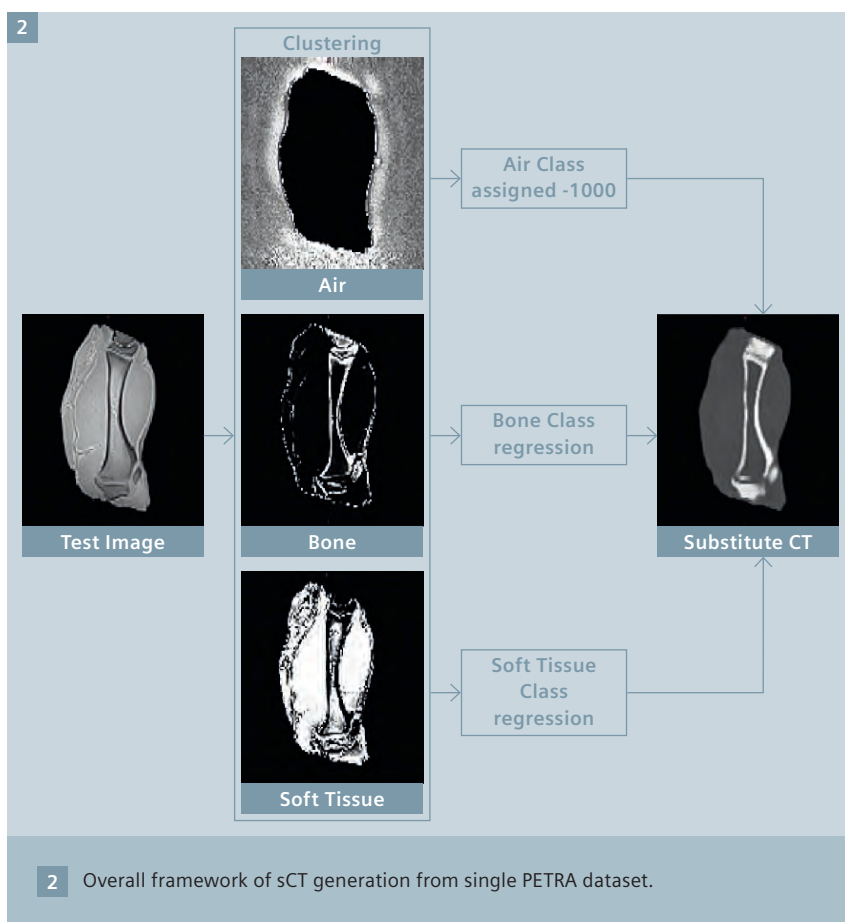 2
Clustering
Air
Air Class
assigned -1000
Test Image
Bone
Bone Class
regression
Substitute CT
Soft Tissue
Soft Tissue
Class
regression
2 Overall framework of sCT generation from single PETRA dataset.